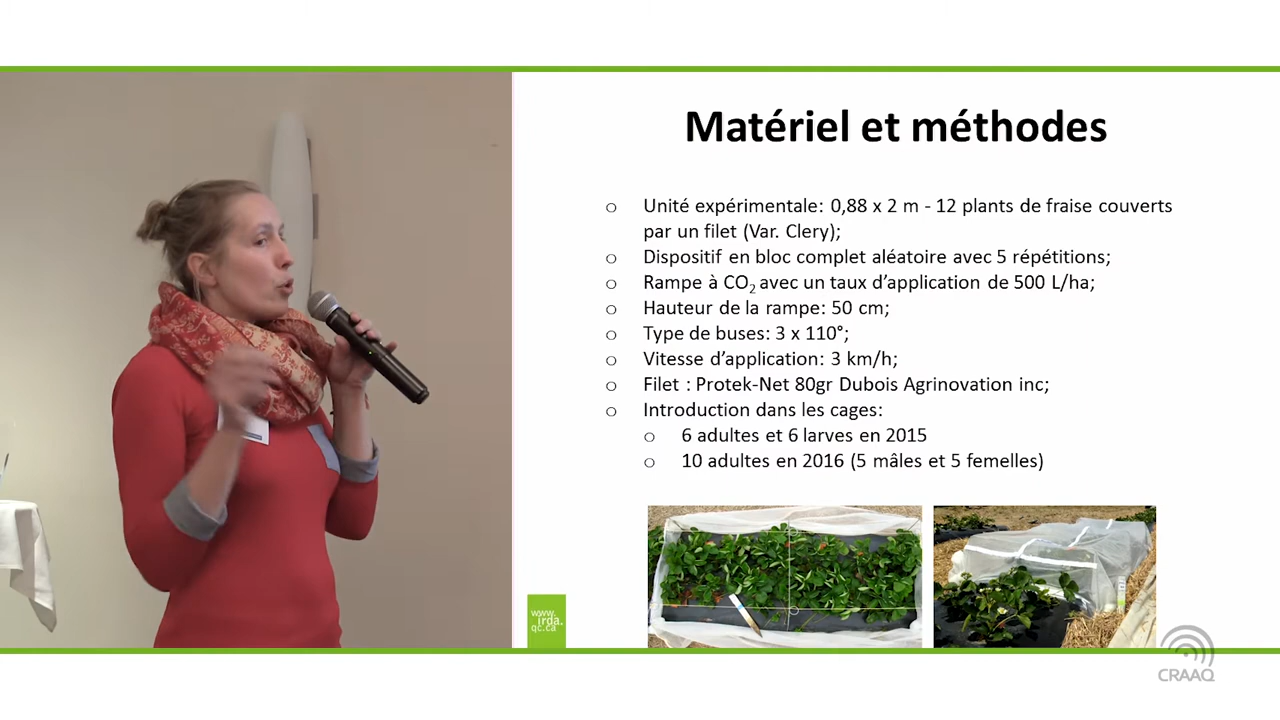 Matériel et méthodes
o Unité expérimentale: 0,88 x 2 m - 12 plants de fraise couverts
par un filet (Var. Clery);
o Dispositif en bloc complet aléatoire avec 5 répétitions;
o Rampe à CO2 avec un taux d’application de 500 L/ha;
o Hauteur de la rampe: 50 cm;
o Type de buses: 3 x 110°;
o Vitesse d’application: 3 km/h;
o Filet : Protek-Net 80gr Dubois Agrinovation inc;
o Introduction dans les cages:
o 6 adultes et 6 larves en 2015
o 10 adultes en 2016 (5 mâles et 5 femelles)
www.
irda.
qc.ca
CRAAQ